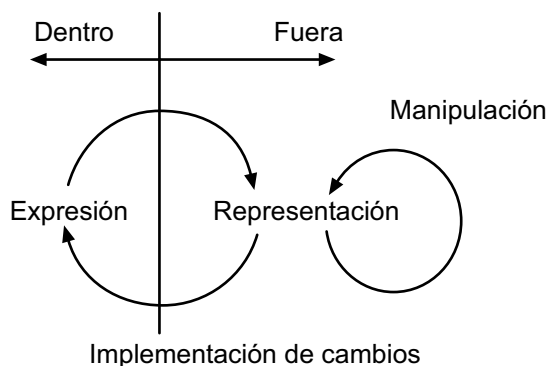 Dentro Fuera
Manipulación
Expresión Representación
Implementación de cambios